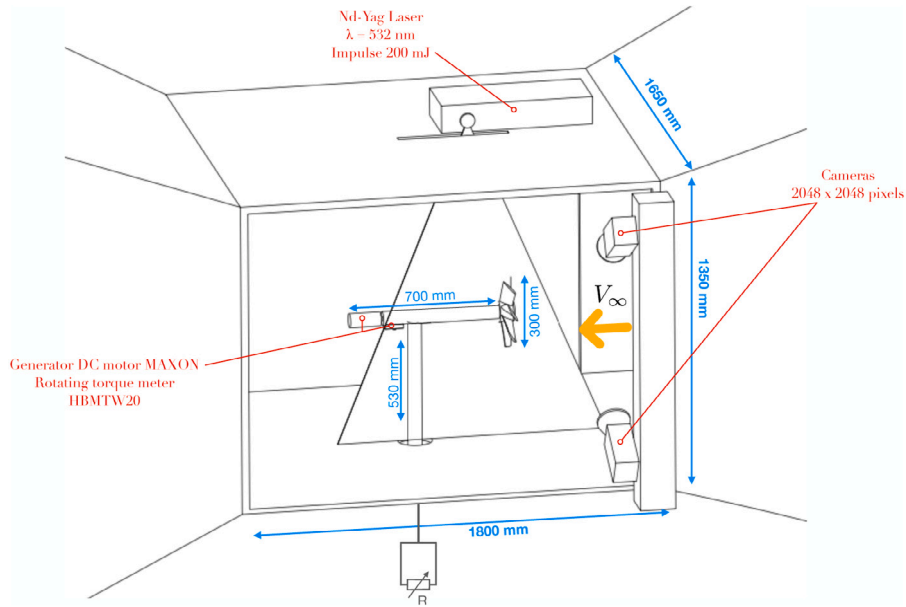 Nd-Yag Laser
λ = 532 nm
Impulse 200 mJ
1650 mm
Cameras
2048 x 2048 pixels
700 mm
300 mm
V∞
1350 mm
Generator DC motor MAXON
Rotating torque meter
HBMTW20
530 mm
1800 mm
R